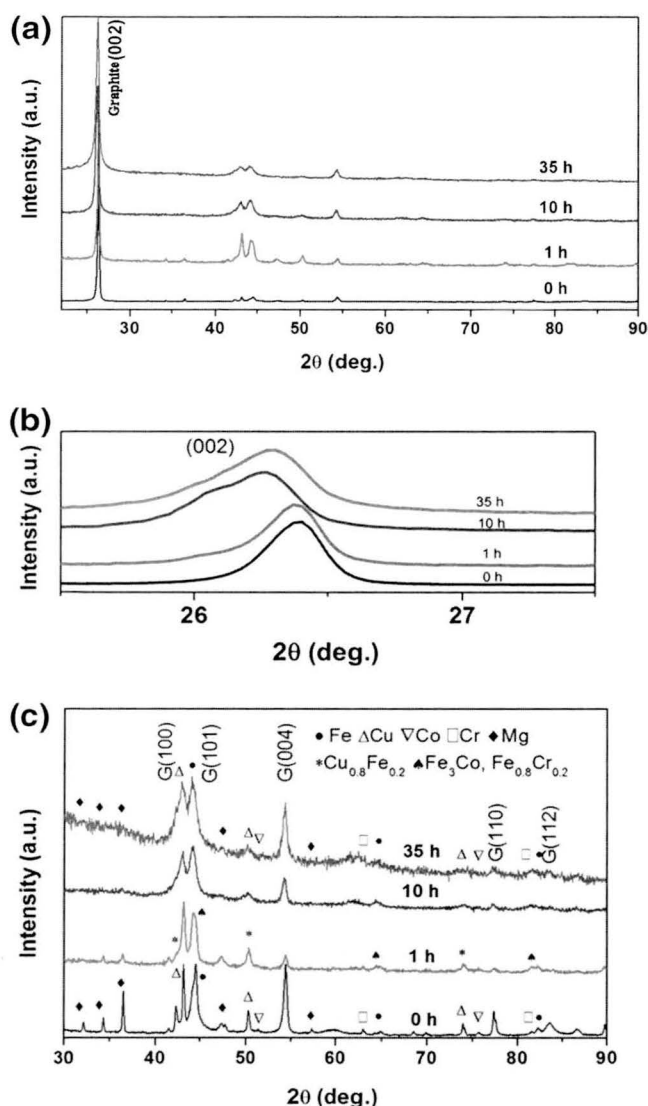 (a)
Graphite(002)
Intensity (a.u.)
35 h
10 h
1 h
0 h
30 40 50 60 70 80 90
2θ (deg.)
(b)
(002)
Intensity (a.u.)
35 h
10 h
1 h
0 h
26 27
2θ (deg.)
(c)
G(100)
G(101)
G(004)
● Fe △Cu ▽Co □Cr ◆Mg
*Cu0.8Fe0.2 ♠Fe3Co, Fe0.8Cr0.2
G(110)
G(112)
Intensity (a.u.)
35 h
10 h
1 h
0 h
30 40 50 60 70 80 90
2θ (deg.)